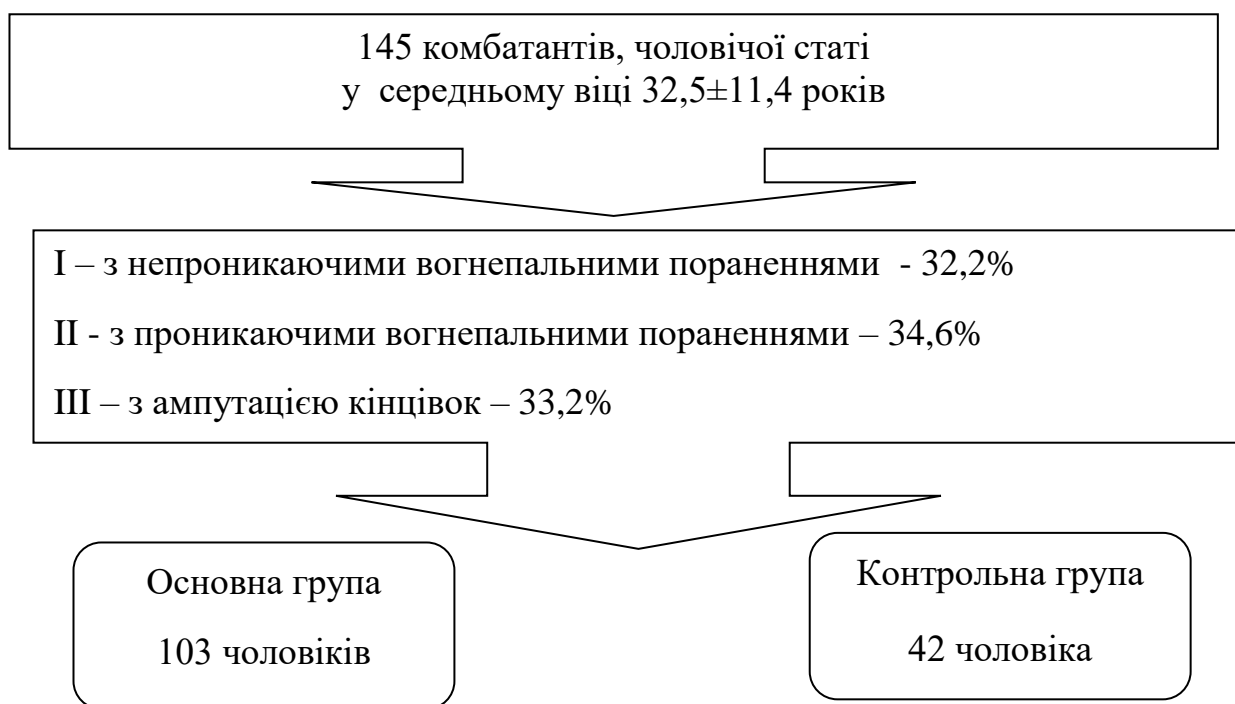 145 комбатантів, чоловічої статі
у середньому віці 32,5±11,4 років
I – з непроникаючими вогнепальними пораненнями - 32,2%
II - з проникаючими вогнепальними пораненнями – 34,6%
III – з ампутацією кінцівок – 33,2%
Основна група
103 чоловіків
Контрольна група
42 чоловіка